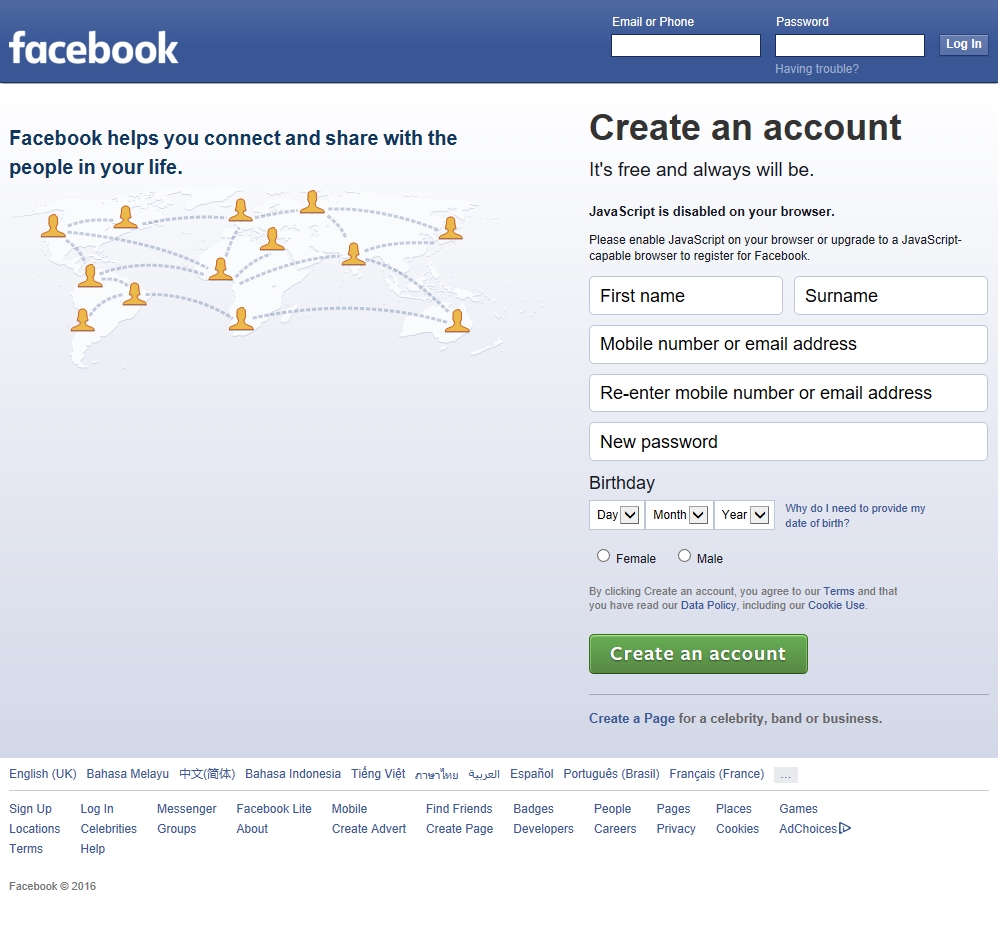 facebook
Email or Phone
Password
Log In
Having trouble?
Facebook helps you connect and share with the
people in your life.
Create an account
It's free and always will be.
JavaScript is disabled on your browser.
Please enable JavaScript on your browser or upgrade to a JavaScript-
capable browser to register for Facebook.
First name
Surname
Mobile number or email address
Re-enter mobile number or email address
New password
Birthday
Day Month Year
Why do I need to provide my
date of birth?
Female Male
By clicking Create an account, you agree to our Terms and that
you have read our Data Policy, including our Cookie Use.
Create an account
Create a Page for a celebrity, band or business.
English (UK) Bahasa Melayu 中文(简体) Bahasa Indonesia Tiếng Việt ภาษาไทย العربية Español Português (Brasil) Français (France) ...
Sign Up Log In Messenger Facebook Lite Mobile Find Friends Badges People Pages Places Games
Locations Celebrities Groups About Create Advert Create Page Developers Careers Privacy Cookies AdChoices
Terms Help
Facebook © 2016